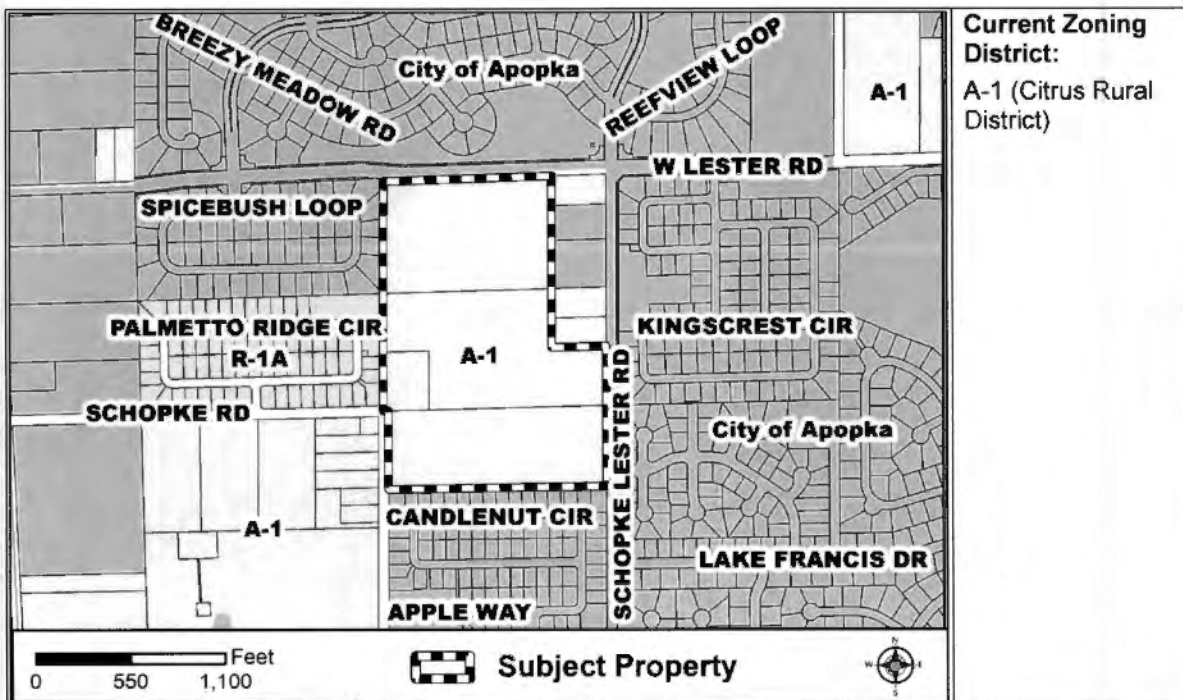 BREEZY MEADOW RD
City of Apopka
REEFVIEW LOOP
A-1
W LESTER RD
SPICEBUSH LOOP
PALMETTO RIDGE CIR
R-1A
A-1
KINGSCREST CIR
SCHOPKE RD
SCHOPKE LESTER RD
City of Apopka
A-1
CANDLENUT CIR
LAKE FRANCIS DR
APPLE WAY
Current Zoning
District:
A-1 (Citrus Rural
District)
Feet
0 550 1,100
Subject Property
N
W E
S